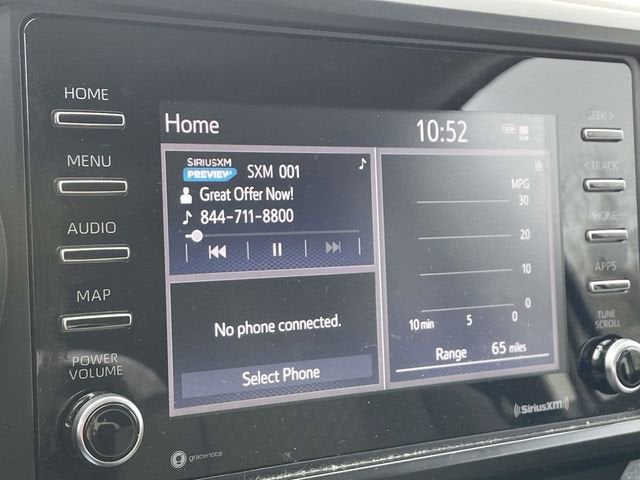 HOME
MENU
AUDIO
MAP
POWER
VOLUME
gracenote
Home
10:52
SIRIUSXM
PREVIEW
SXM 001
Great Offer Now!
844-711-8800
No phone connected.
Select Phone
MPG
30
20
10
0
10 min 5 0
Range 65 miles
SEEK >
< TRACK
PHONE
APPS
TUNE
SCROLL
SiriusXM